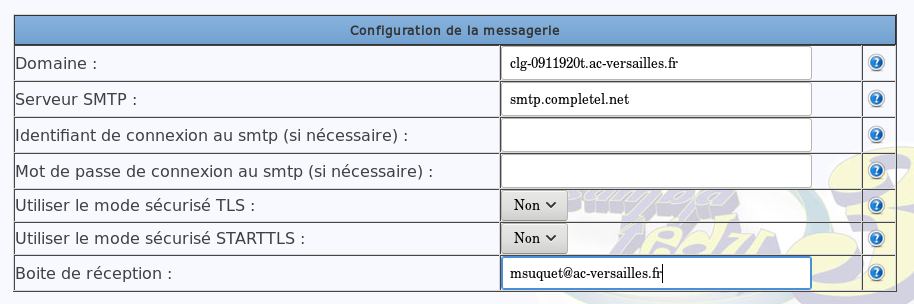 Configuration de la messagerie
Domaine : clg-0911920t.ac-versailles.fr ?
Serveur SMTP : smtp.completel.net ?
Identifiant de connexion au smtp (si nécessaire) : ?
Mot de passe de connexion au smtp (si nécessaire) : ?
Utiliser le mode sécurisé TLS : Non ?
Utiliser le mode sécurisé STARTTLS : Non ?
Boite de réception : msuquet@ac-versailles.fr ?